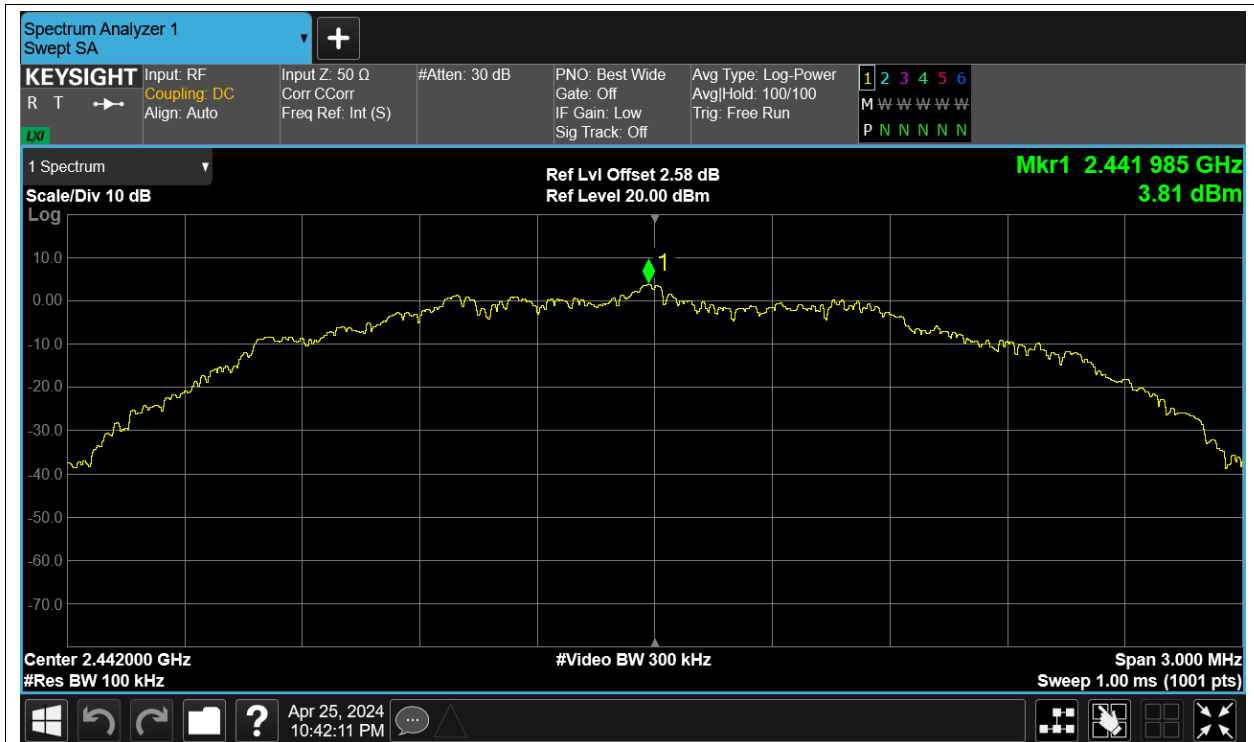 Spectrum Analyzer 1
Swept SA
KEYSIGHT
R T
LXI
Input: RF
Coupling: DC
Align: Auto
Input Z: 50 Ω
Corr CCorr
Freq Ref: Int (S)
#Atten: 30 dB
PNO: Best Wide
Gate: Off
IF Gain: Low
Sig Track: Off
Avg Type: Log-Power
Avg|Hold: 100/100
Trig: Free Run
1 2 3 4 5 6
M W W W W W
P N N N N N
1 Spectrum
Scale/Div 10 dB
Log
Ref Lvl Offset 2.58 dB
Ref Level 20.00 dBm
Mkr1 2.441 985 GHz
3.81 dBm
1
10.0
0.00
-10.0
-20.0
-30.0
-40.0
-50.0
-60.0
-70.0
Center 2.442000 GHz
#Res BW 100 kHz
#Video BW 300 kHz
Span 3.000 MHz
Sweep 1.00 ms (1001 pts)
?
Apr 25, 2024
10:42:11 PM